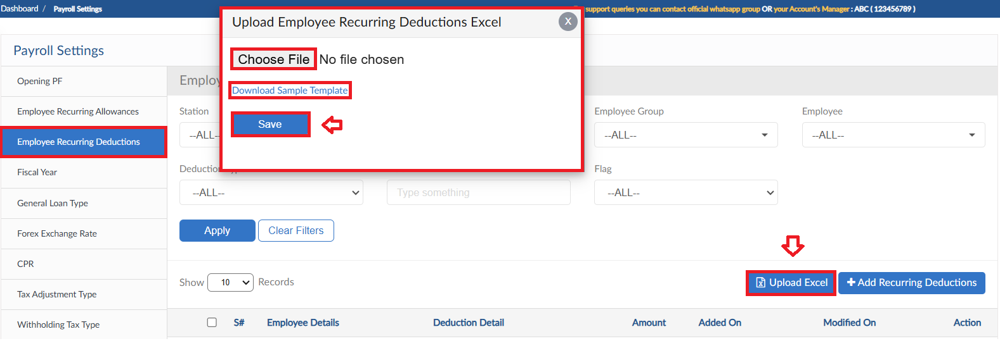 Dashboard / Payroll Settings
support queries you can contact official whatsapp group OR your Account's Manager : ABC ( 123456789 )
Upload Employee Recurring Deductions Excel
X
Choose File No file chosen
Download Sample Template
Save
Payroll Settings
Opening PF
Employee Recurring Allowances
Employee Recurring Deductions
Fiscal Year
General Loan Type
Forex Exchange Rate
CPR
Tax Adjustment Type
Withholding Tax Type
Employ
Station
Employee Group
Employee
--ALL--
--ALL--
--ALL--
Deduction
Flag
--ALL--
Type something
--ALL--
Apply
Clear Filters
Show 10 Records
Upload Excel
+ Add Recurring Deductions
S# Employee Details Deduction Detail Amount Added On Modified On Action